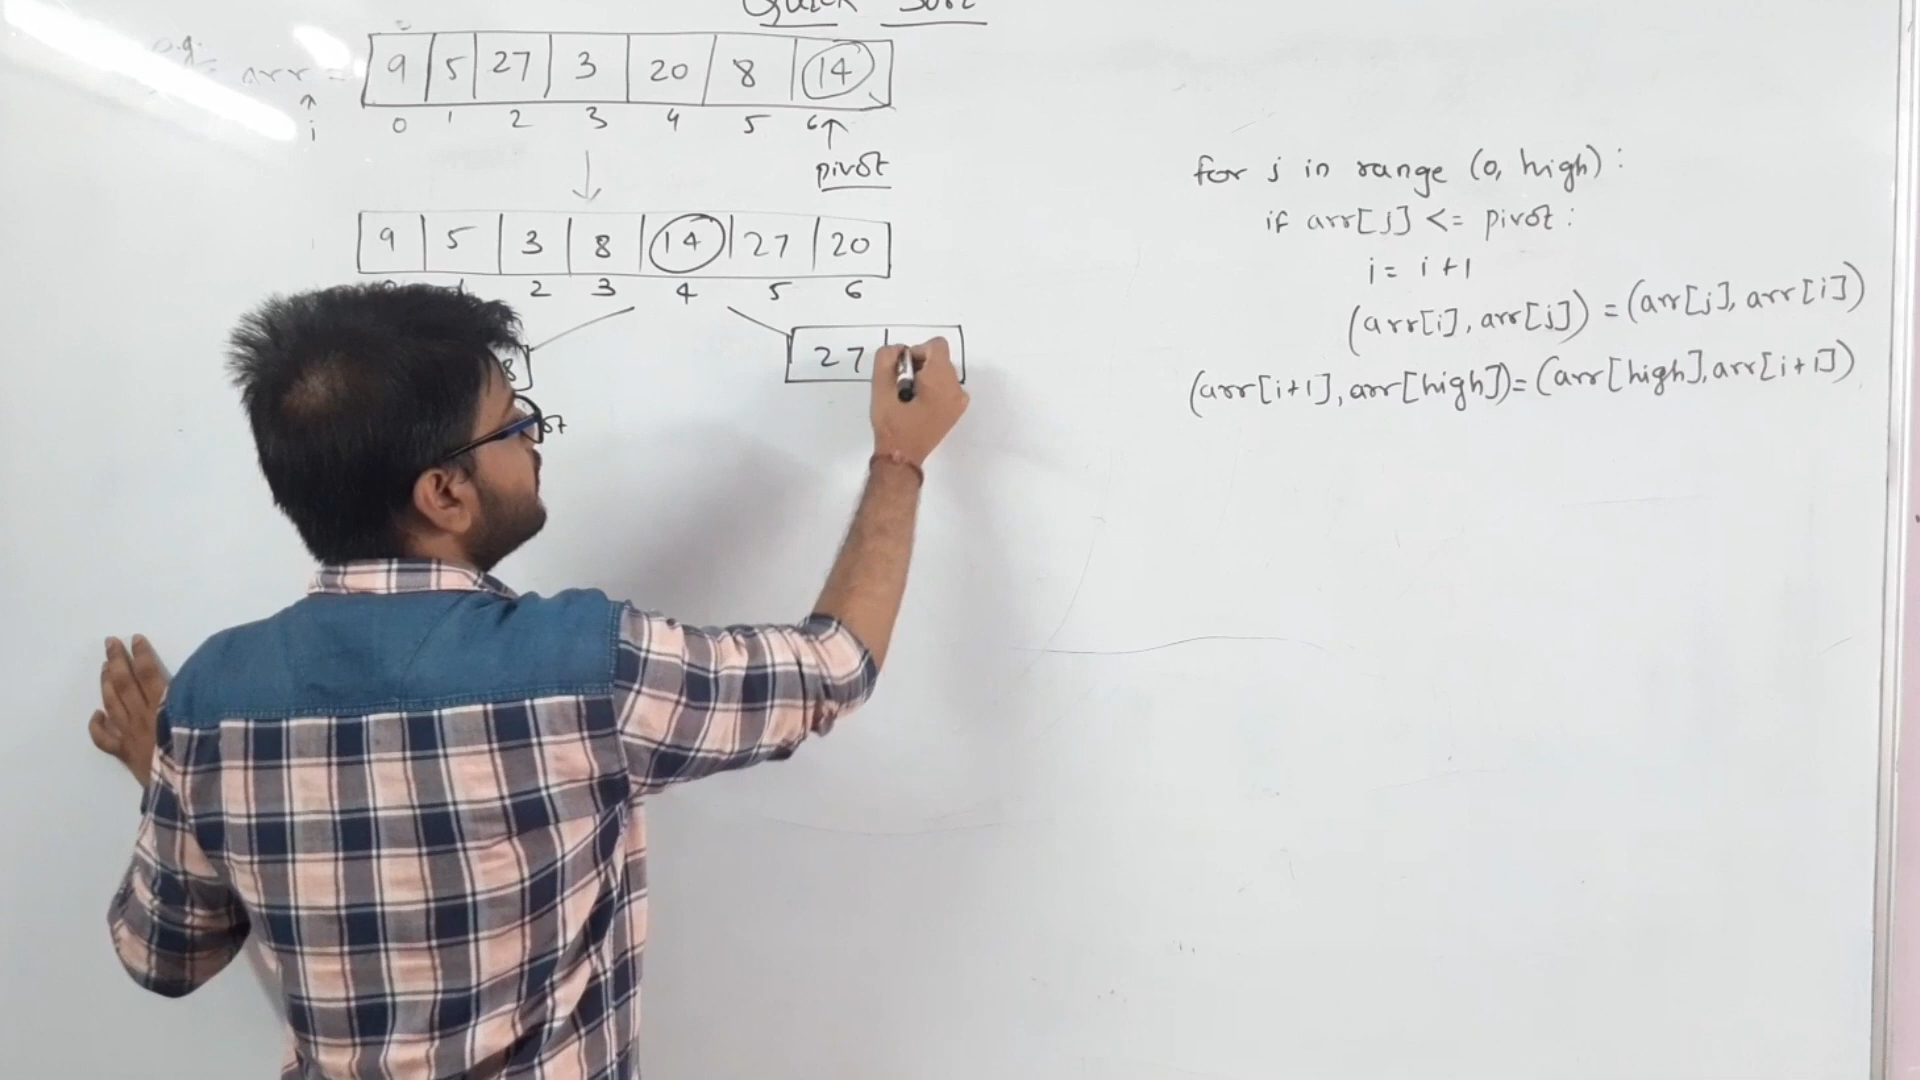 Quick Sort
e.g.
arr = 9 5 27 3 20 8 14
i 0 1 2 3 4 5 6
pivot
9 5 3 8 14 27 20
2 3 4 5 6
8
27
for j in range (0, high):
if arr[j] <= pivot:
i = i +1
(arr[i], arr[j]) = (arr[j], arr[i])
(arr[i+1], arr[high]) = (arr[high], arr[i+1])